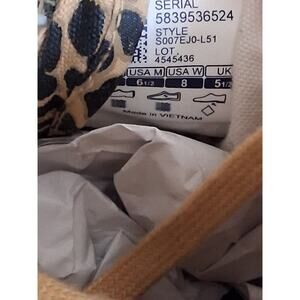 SERIAL
5839536524
STYLE
S007EJ0-L51
LOT.
4545436
USA M USA W UK
6 1/2 8 5 1/2
Made in VIETNAM